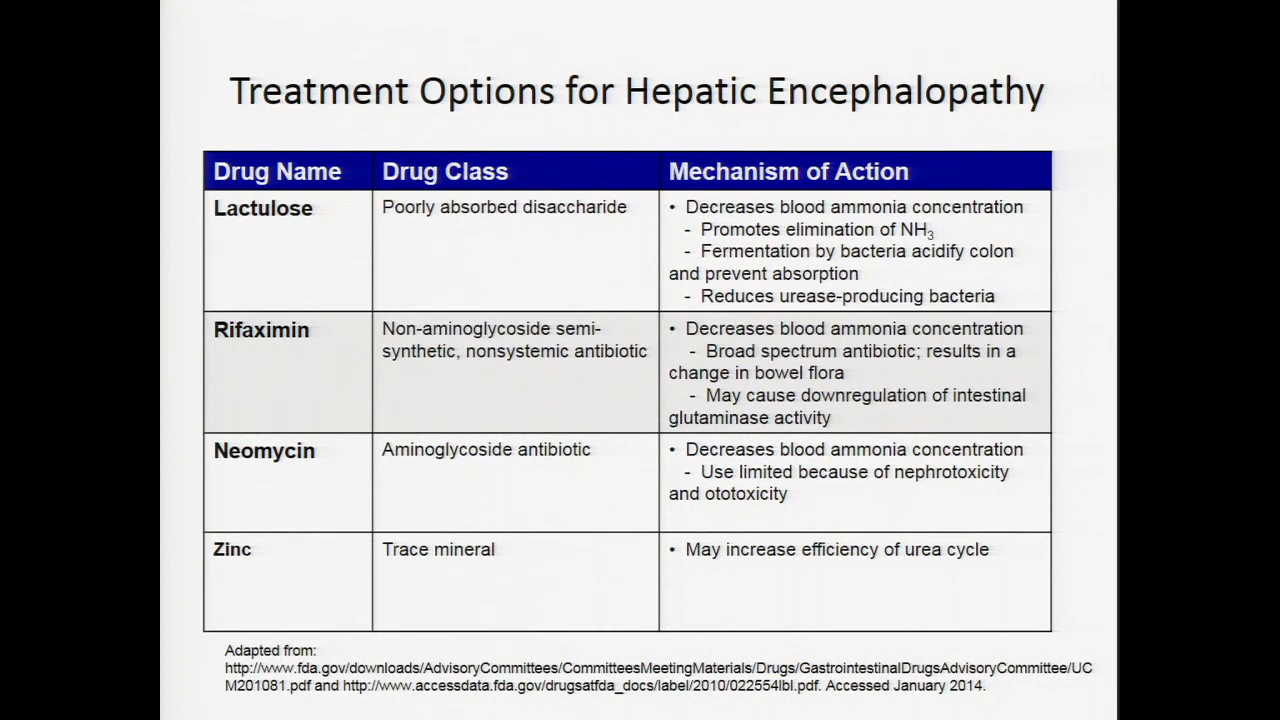 Treatment Options for Hepatic Encephalopathy
Drug Name
Drug Class
Mechanism of Action
Lactulose
Poorly absorbed disaccharide
• Decreases blood ammonia concentration
- Promotes elimination of NH₃
- Fermentation by bacteria acidify colon
and prevent absorption
- Reduces urease-producing bacteria
Rifaximin
Non-aminoglycoside semi-
synthetic, nonsystemic antibiotic
• Decreases blood ammonia concentration
- Broad spectrum antibiotic; results in a
change in bowel flora
- May cause downregulation of intestinal
glutaminase activity
Neomycin
Aminoglycoside antibiotic
• Decreases blood ammonia concentration
- Use limited because of nephrotoxicity
and ototoxicity
Zinc
Trace mineral
• May increase efficiency of urea cycle
Adapted from:
http://www.fda.gov/downloads/AdvisoryCommittees/CommitteesMeetingMaterials/Drugs/GastrointestinalDrugsAdvisoryCommittee/UC
M201081.pdf and http://www.accessdata.fda.gov/drugsatfda_docs/label/2010/022554lbl.pdf. Accessed January 2014.